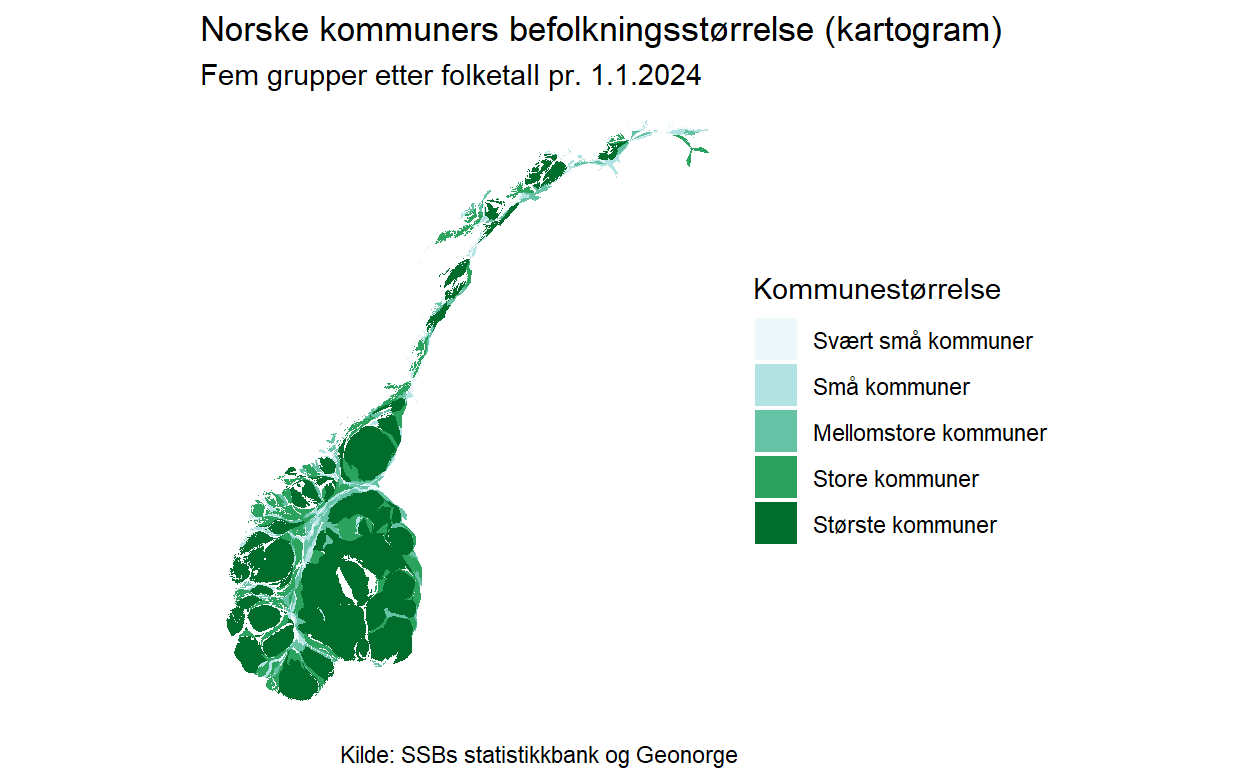 Norske kommuners befolkningsstørrelse (kartogram)
Fem grupper etter folketall pr. 1.1.2024
Kommunestørrelse
Svært små kommuner
Små kommuner
Mellomstore kommuner
Store kommuner
Største kommuner
Kilde: SSBs statistikkbank og Geonorge